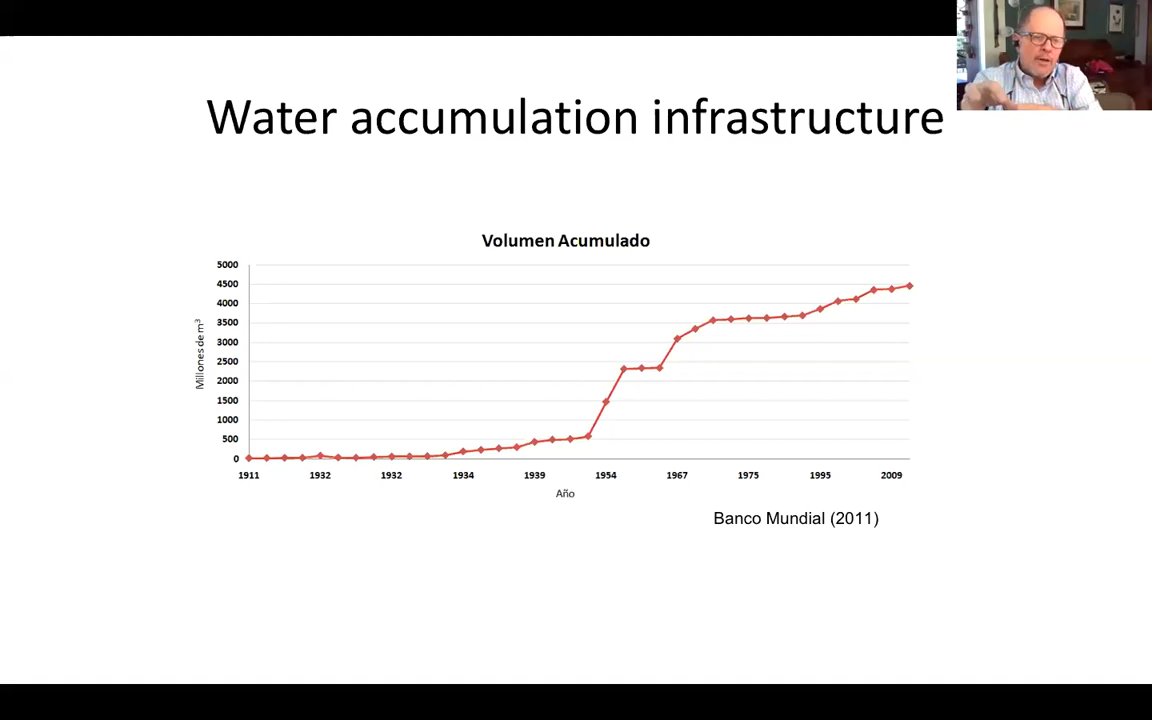 Water accumulation infrastructure
Volumen Acumulado
5000
4500
4000
3500
3000
2500
2000
1500
1000
500
0
Millones de m³
1911 1932 1932 1934 1939 1954 1967 1975 1995 2009
Año
Banco Mundial (2011)